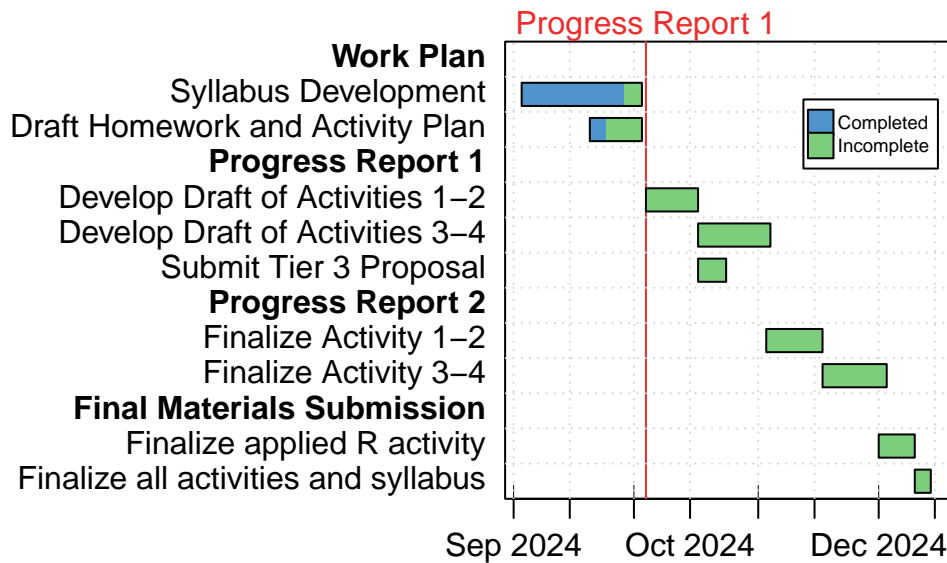 Progress Report 1
Work Plan
Syllabus Development
Draft Homework and Activity Plan
Progress Report 1
Develop Draft of Activities 1−2
Develop Draft of Activities 3−4
Submit Tier 3 Proposal
Progress Report 2
Finalize Activity 1−2
Finalize Activity 3−4
Final Materials Submission
Finalize applied R activity
Finalize all activities and syllabus
Completed
Incomplete
Sep 2024 Oct 2024 Dec 2024